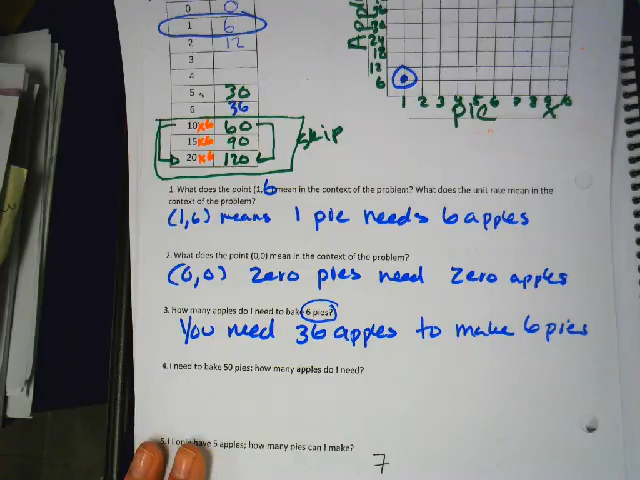 0 0
1 6
2 12
3
4
5 30
6 36
10 x6 60
15 x6 90
20 x6 120
skip
24
18
12
6
1 2 3 4 5 6 7 8 9
pie x
1. What does the point (1,6) mean in the context of the problem? What does the unit rate mean in the
context of the problem?
(1,6) means 1 pie needs 6 apples
2. What does the point (0,0) mean in the context of the problem?
(0,0) zero pies need zero apples
3. How many apples do I need to bake 6 pies?
You need 36 apples to make 6 pies
4. I need to bake 50 pies; how many apples do I need?
5. I only have 5 apples; how many pies can I make?
7